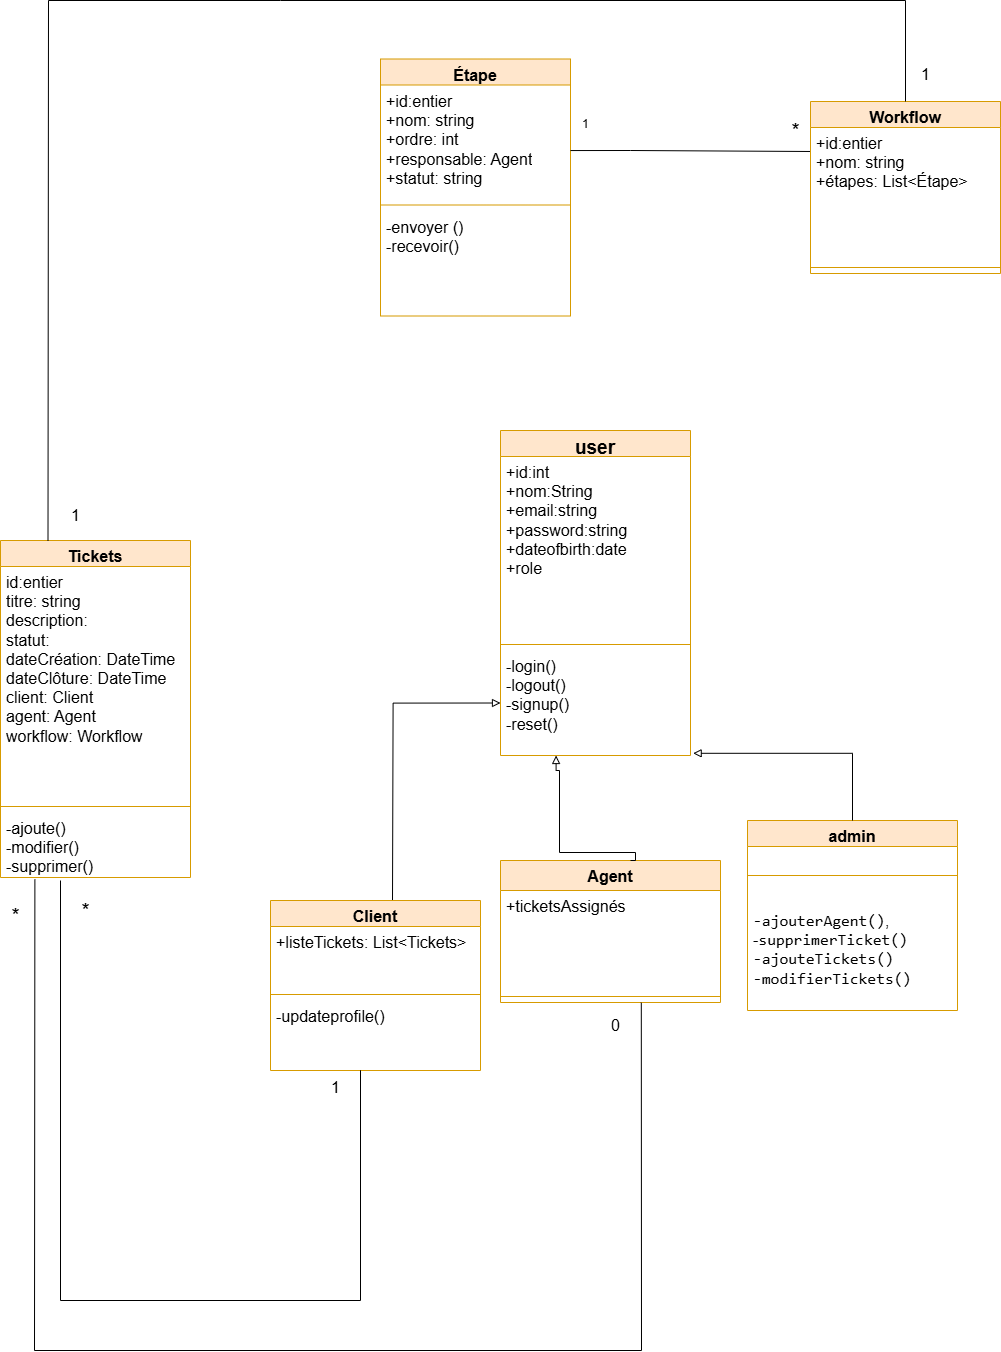 1
Étape
+id:entier
+nom: string
+ordre: int
+responsable: Agent
+statut: string
-envoyer ()
-recevoir()
1
*
Workflow
+id:entier
+nom: string
+étapes: List<Étape>
user
+id:int
+nom:String
+email:string
+password:string
+dateofbirth:date
+role
-login()
-logout()
-signup()
-reset()
1
Tickets
id:entier
titre: string
description:
statut:
dateCréation: DateTime
dateClôture: DateTime
client: Client
agent: Agent
workflow: Workflow
-ajoute()
-modifier()
-supprimer()
*
*
Client
+listeTickets: List<Tickets>
-updateprofile()
1
Agent
+ticketsAssignés
0
admin
-ajouterAgent(),
-supprimerTicket()
-ajouteTickets()
-modifierTickets()